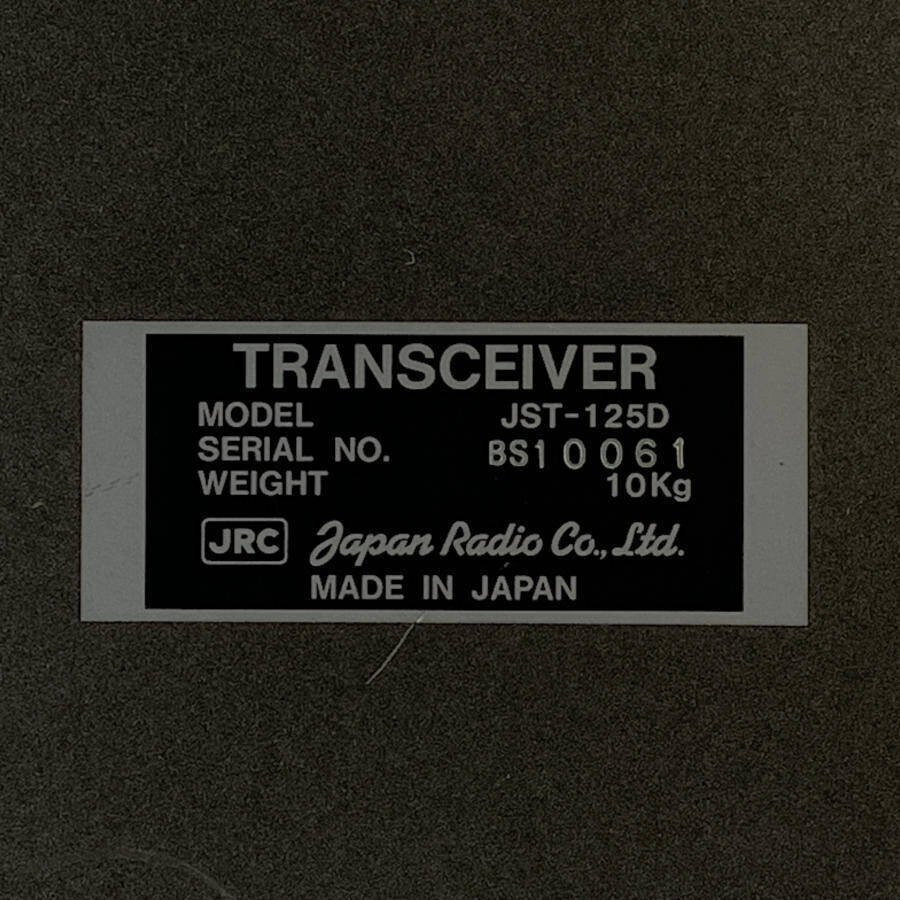 TRANSCEIVER
MODEL JST-125D
SERIAL NO. BS10061
WEIGHT 10Kg
JRC Japan Radio Co., Ltd.
MADE IN JAPAN